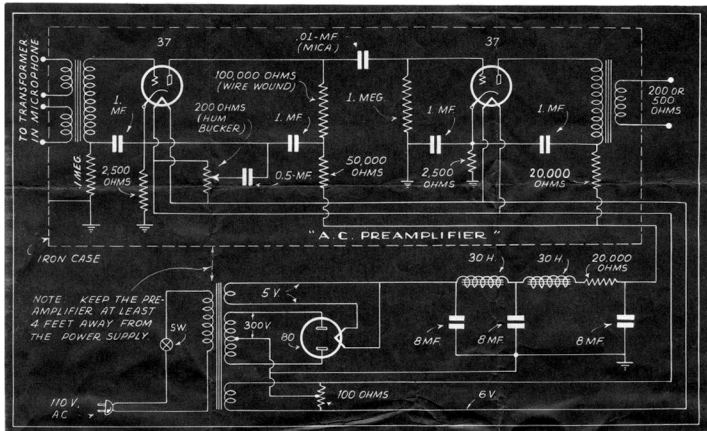 37
.01-MF.
(MICA)
37
TO TRANSFORMER
IN MICROPHONE
100,000 OHMS
(WIRE WOUND)
200 OR
500
OHMS
1.
MF.
200 OHMS
(HUM
BUCKER)
1. MF.
1. MEG.
1. MF.
1. MF.
1 MEG.
2,500
OHMS
0.5-MF.
50,000
OHMS
2,500
OHMS
20,000
OHMS
"A.C. PREAMPLIFIER"
IRON CASE
30 H.
30 H.
20,000
OHMS
NOTE: KEEP THE PRE-
AMPLIFIER AT LEAST
4 FEET AWAY FROM
THE POWER SUPPLY
5 V.
SW.
300V.
80
8 MF.
8 MF.
8 MF.
110 V.
A.C.
100 OHMS
6 V.